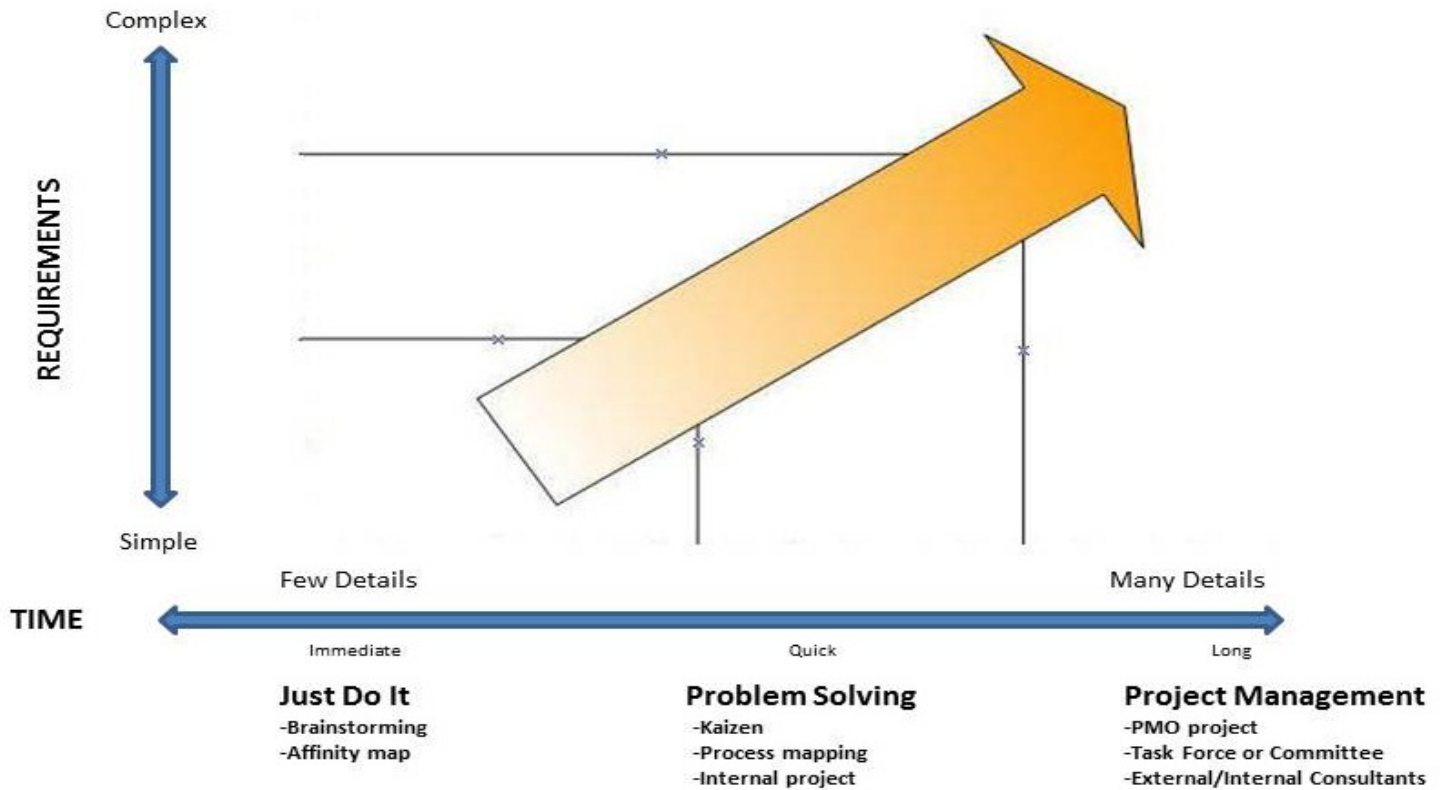 Complex
REQUIREMENTS
Simple
Few Details
Many Details
TIME
Immediate
Quick
Long
Just Do It
-Brainstorming
-Affinity map
Problem Solving
-Kaizen
-Process mapping
-Internal project
Project Management
-PMO project
-Task Force or Committee
-External/Internal Consultants